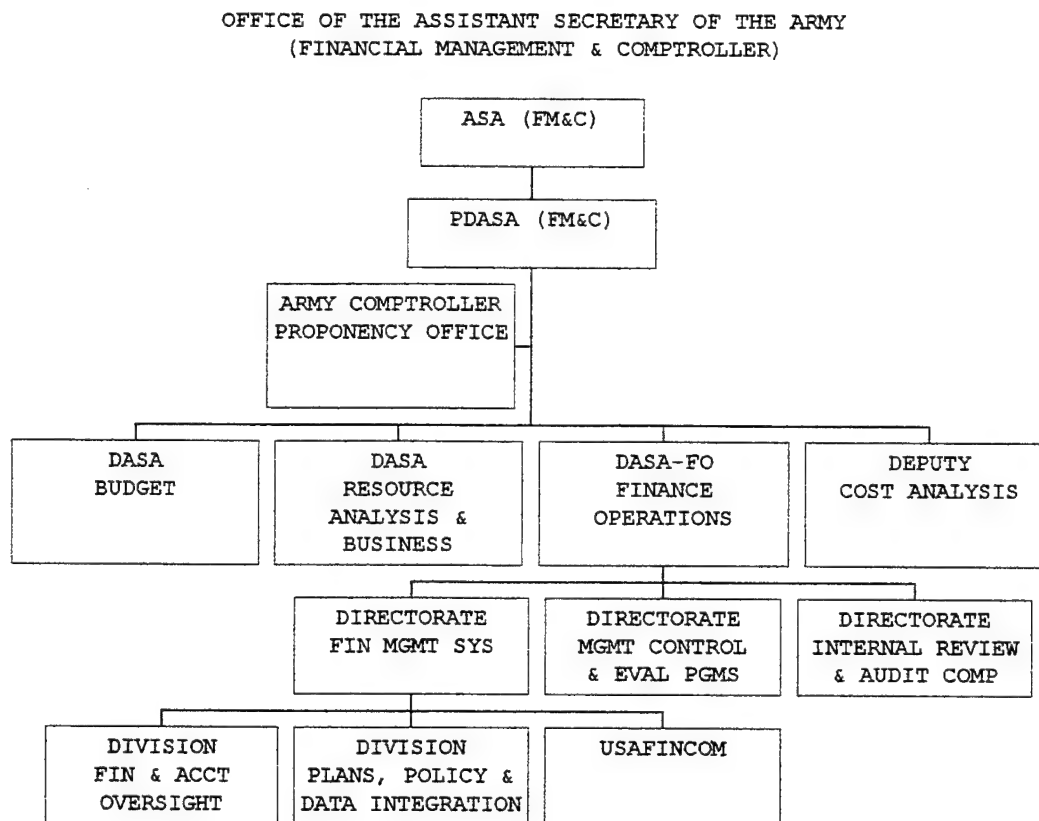 OFFICE OF THE ASSISTANT SECRETARY OF THE ARMY
(FINANCIAL MANAGEMENT & COMPTROLLER)
ASA (FM&C)
PDASA (FM&C)
ARMY COMPTROLLER
PROPONENCY OFFICE
DASA
BUDGET
DASA
RESOURCE
ANALYSIS &
BUSINESS
DASA-FO
FINANCE
OPERATIONS
DEPUTY
COST ANALYSIS
DIRECTORATE
FIN MGMT SYS
DIRECTORATE
MGMT CONTROL
& EVAL PGMS
DIRECTORATE
INTERNAL REVIEW
& AUDIT COMP
DIVISION
FIN & ACCT
OVERSIGHT
DIVISION
PLANS, POLICY &
DATA INTEGRATION
USAFINCOM